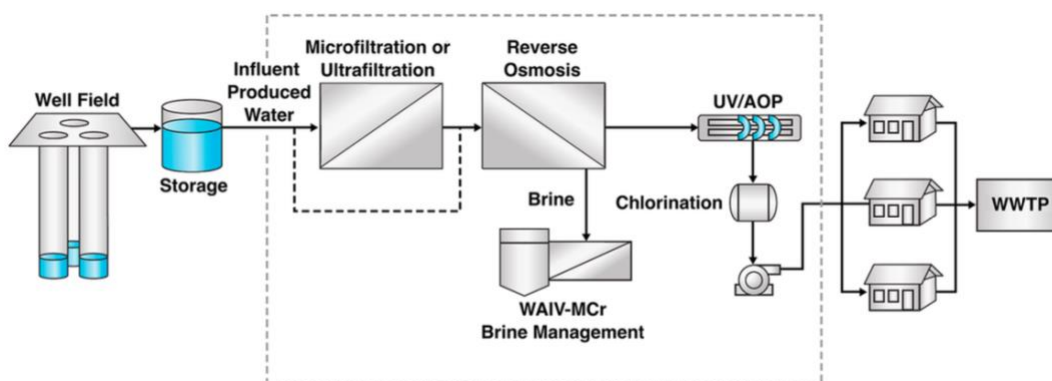 Well Field
Storage
Influent
Produced
Water
Microfiltration or
Ultrafiltration
Reverse
Osmosis
Brine
WAIV-MCr
Brine Management
UV/AOP
Chlorination
WWTP